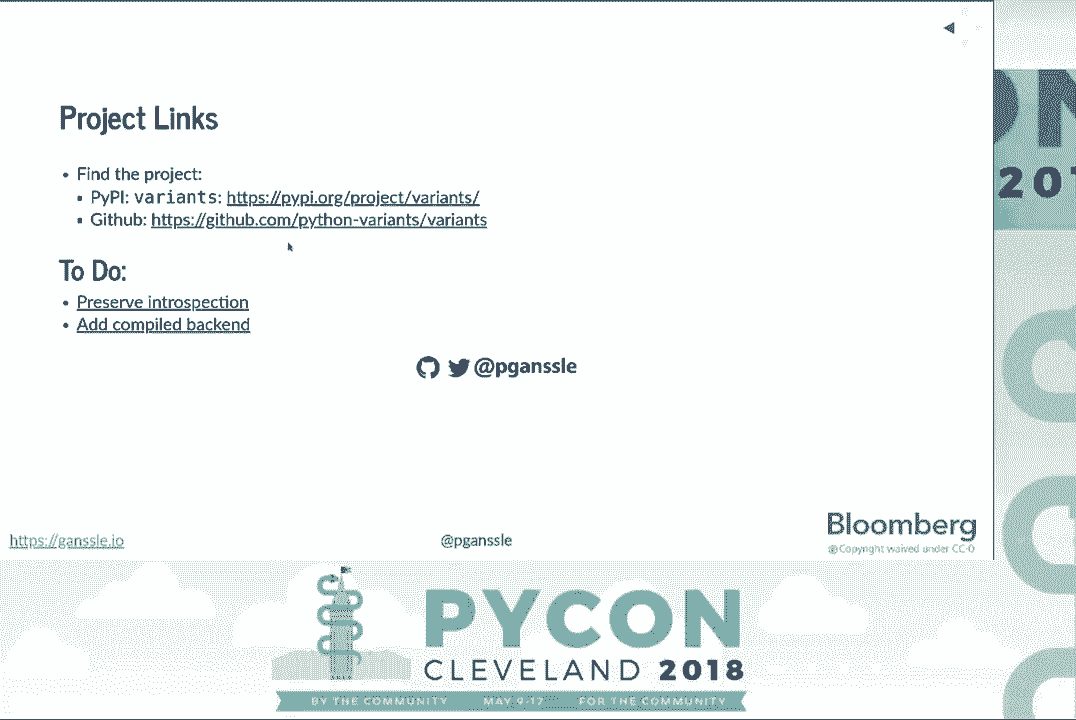 Project Links
• Find the project:
▪ PyPI: variants: https://pypi.org/project/variants/
▪ Github: https://github.com/python-variants/variants
To Do:
• Preserve introspection
• Add compiled backend
@pganssle
https://ganssle.io
@pganssle
Bloomberg
Copyright waived under CC-0
ON
201
PYCON
CLEVELAND 2018
BY THE COMMUNITY MAY 9-17 FOR THE COMMUNITY